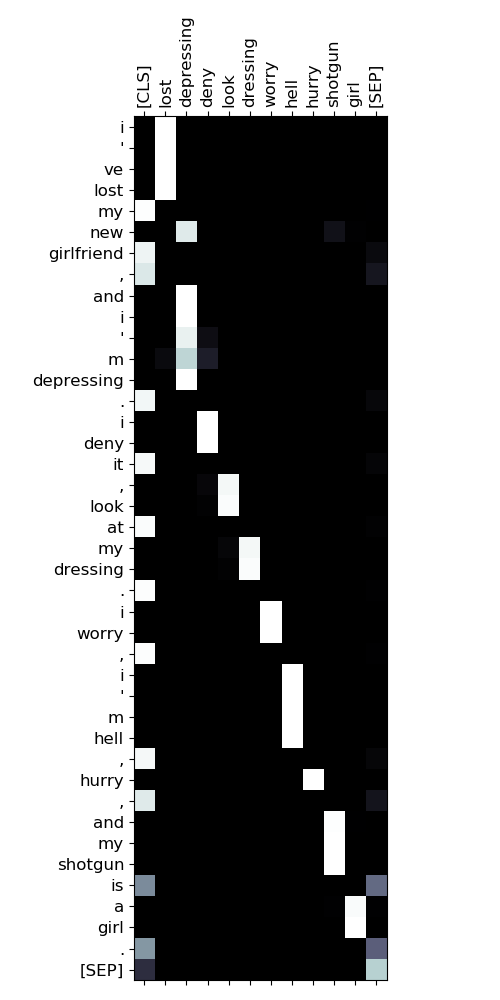 [CLS]
lost
depressing
deny
look
dressing
worry
hell
hurry
shotgun
girl
[SEP]
i
'
ve
lost
my
new
girlfriend
,
and
i
'
m
depressing
.
i
deny
it
,
look
at
my
dressing
.
i
worry
,
i
'
m
hell
,
hurry
,
and
my
shotgun
is
a
girl
.
[SEP]